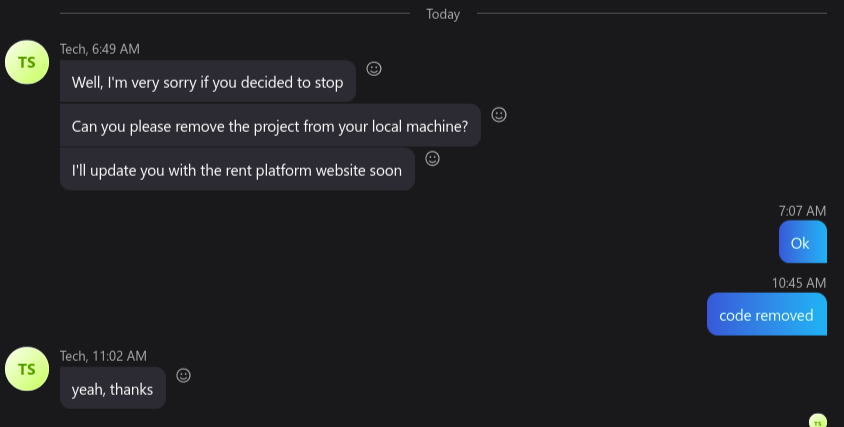 Today
TS
Tech, 6:49 AM
Well, I'm very sorry if you decided to stop
Can you please remove the project from your local machine?
I'll update you with the rent platform website soon
7:07 AM
Ok
10:45 AM
code removed
TS
Tech, 11:02 AM
yeah, thanks
TS